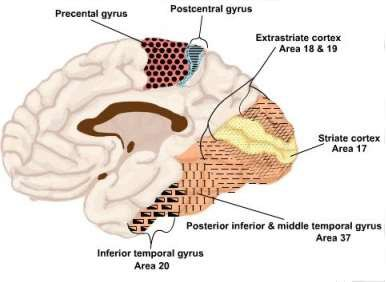 Precental gyrus
Postcentral gyrus
Extrastriate cortex
Area 18 & 19
Striate cortex
Area 17
Posterior inferior & middle temporal gyrus
Area 37
Inferior temporal gyrus
Area 20